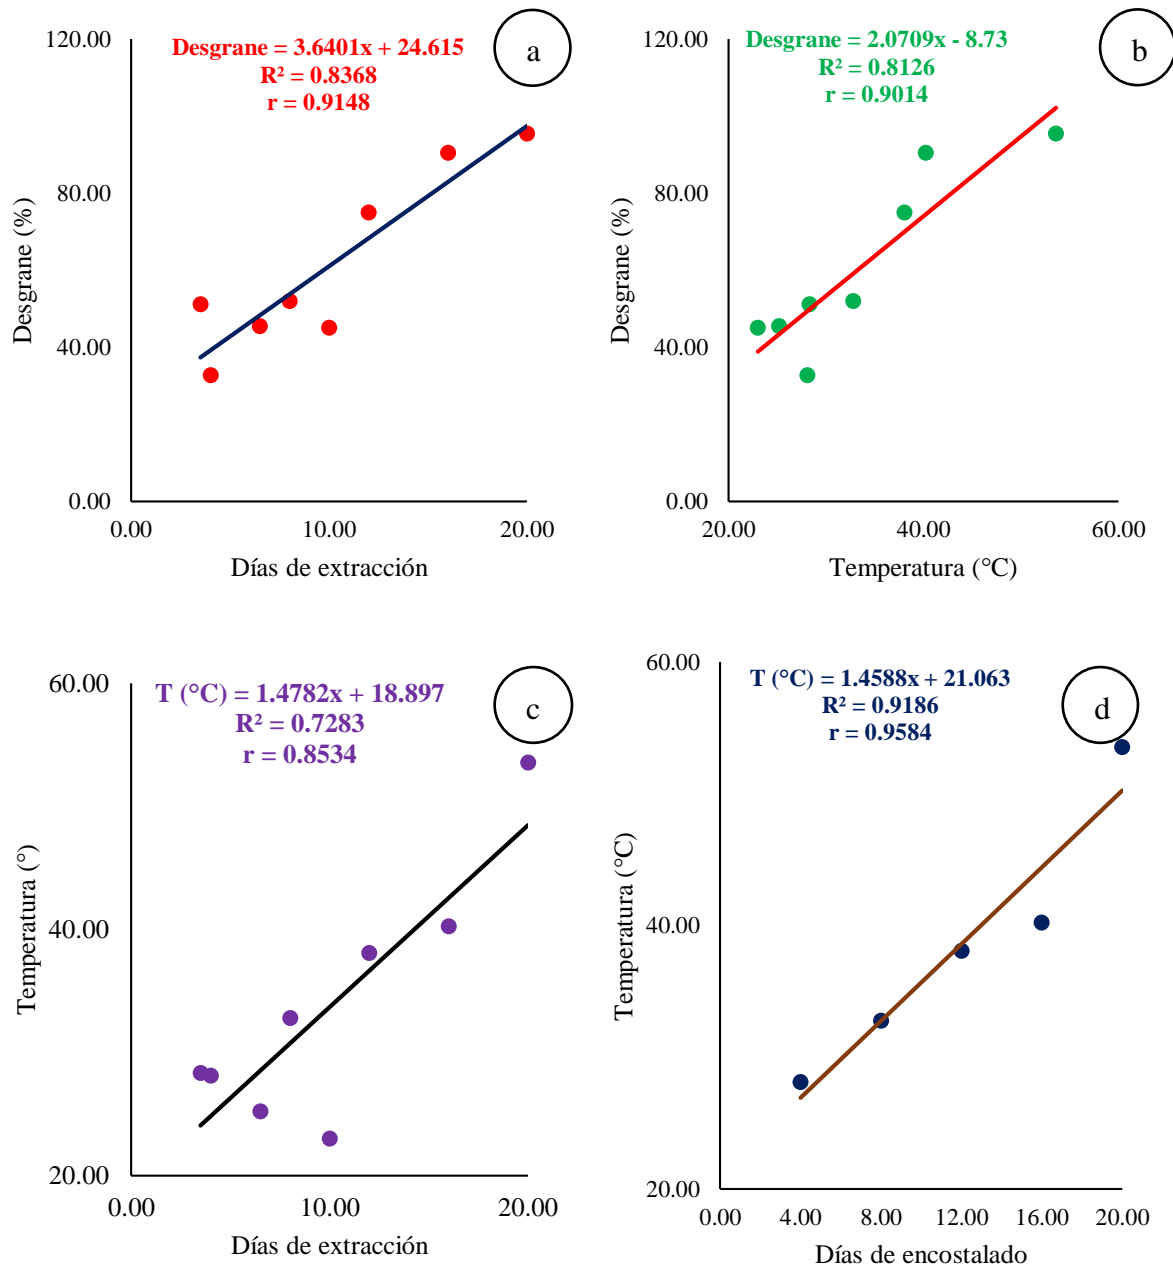 Desgrane = 3.6401x + 24.615
R² = 0.8368
r = 0.9148
a
120.00
80.00
40.00
0.00
Desgrane (%)
0.00 10.00 20.00
Días de extracción
Desgrane = 2.0709x - 8.73
R² = 0.8126
r = 0.9014
b
120.00
80.00
40.00
0.00
Desgrane (%)
20.00 40.00 60.00
Temperatura (°C)
T (°C) = 1.4782x + 18.897
R² = 0.7283
r = 0.8534
c
60.00
40.00
20.00
Temperatura (°)
0.00 10.00 20.00
Días de extracción
T (°C) = 1.4588x + 21.063
R² = 0.9186
r = 0.9584
d
60.00
40.00
20.00
Temperatura (°C)
0.00 4.00 8.00 12.00 16.00 20.00
Días de encostalado